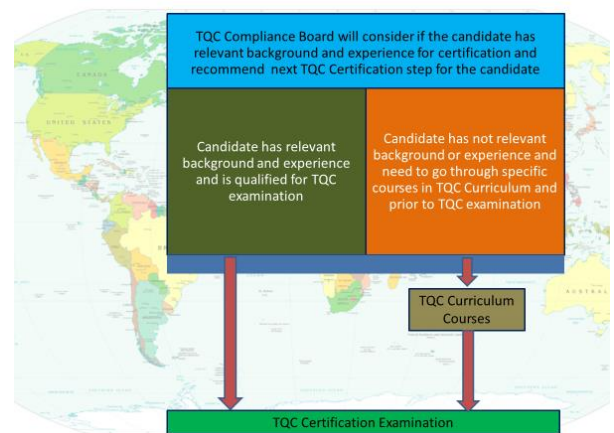 TQC Compliance Board will consider if the candidate has
relevant background and experience for certification and
recommend next TQC Certification step for the candidate
Candidate has relevant
background and experience
and is qualified for TQC
examination
Candidate has not relevant
background or experience and
need to go through specific
courses in TQC Curriculum and
prior to TQC examination
CANADA
UNITED STATES
TQC Curriculum
Courses
TQC Certification Examination